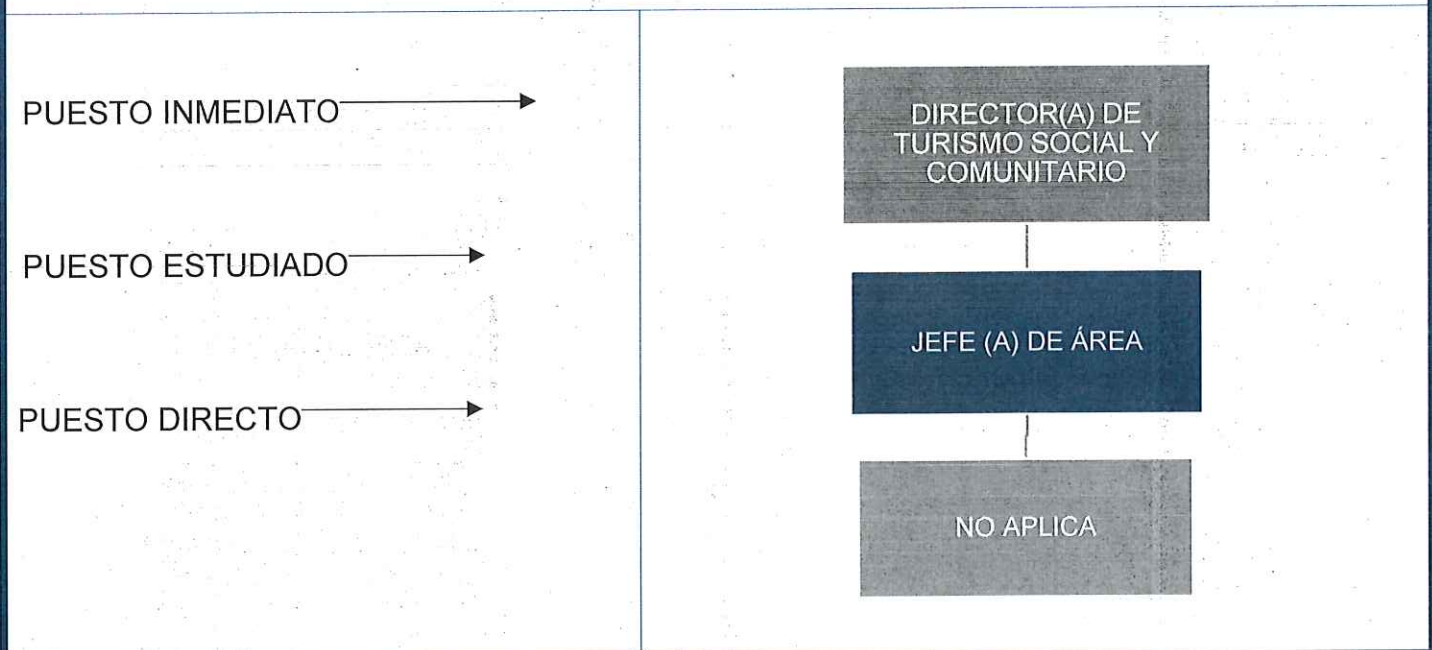 PUESTO INMEDIATO
DIRECTOR(A) DE
TURISMO SOCIAL Y
COMUNITARIO
PUESTO ESTUDIADO
JEFE (A) DE ÁREA
PUESTO DIRECTO
NO APLICA